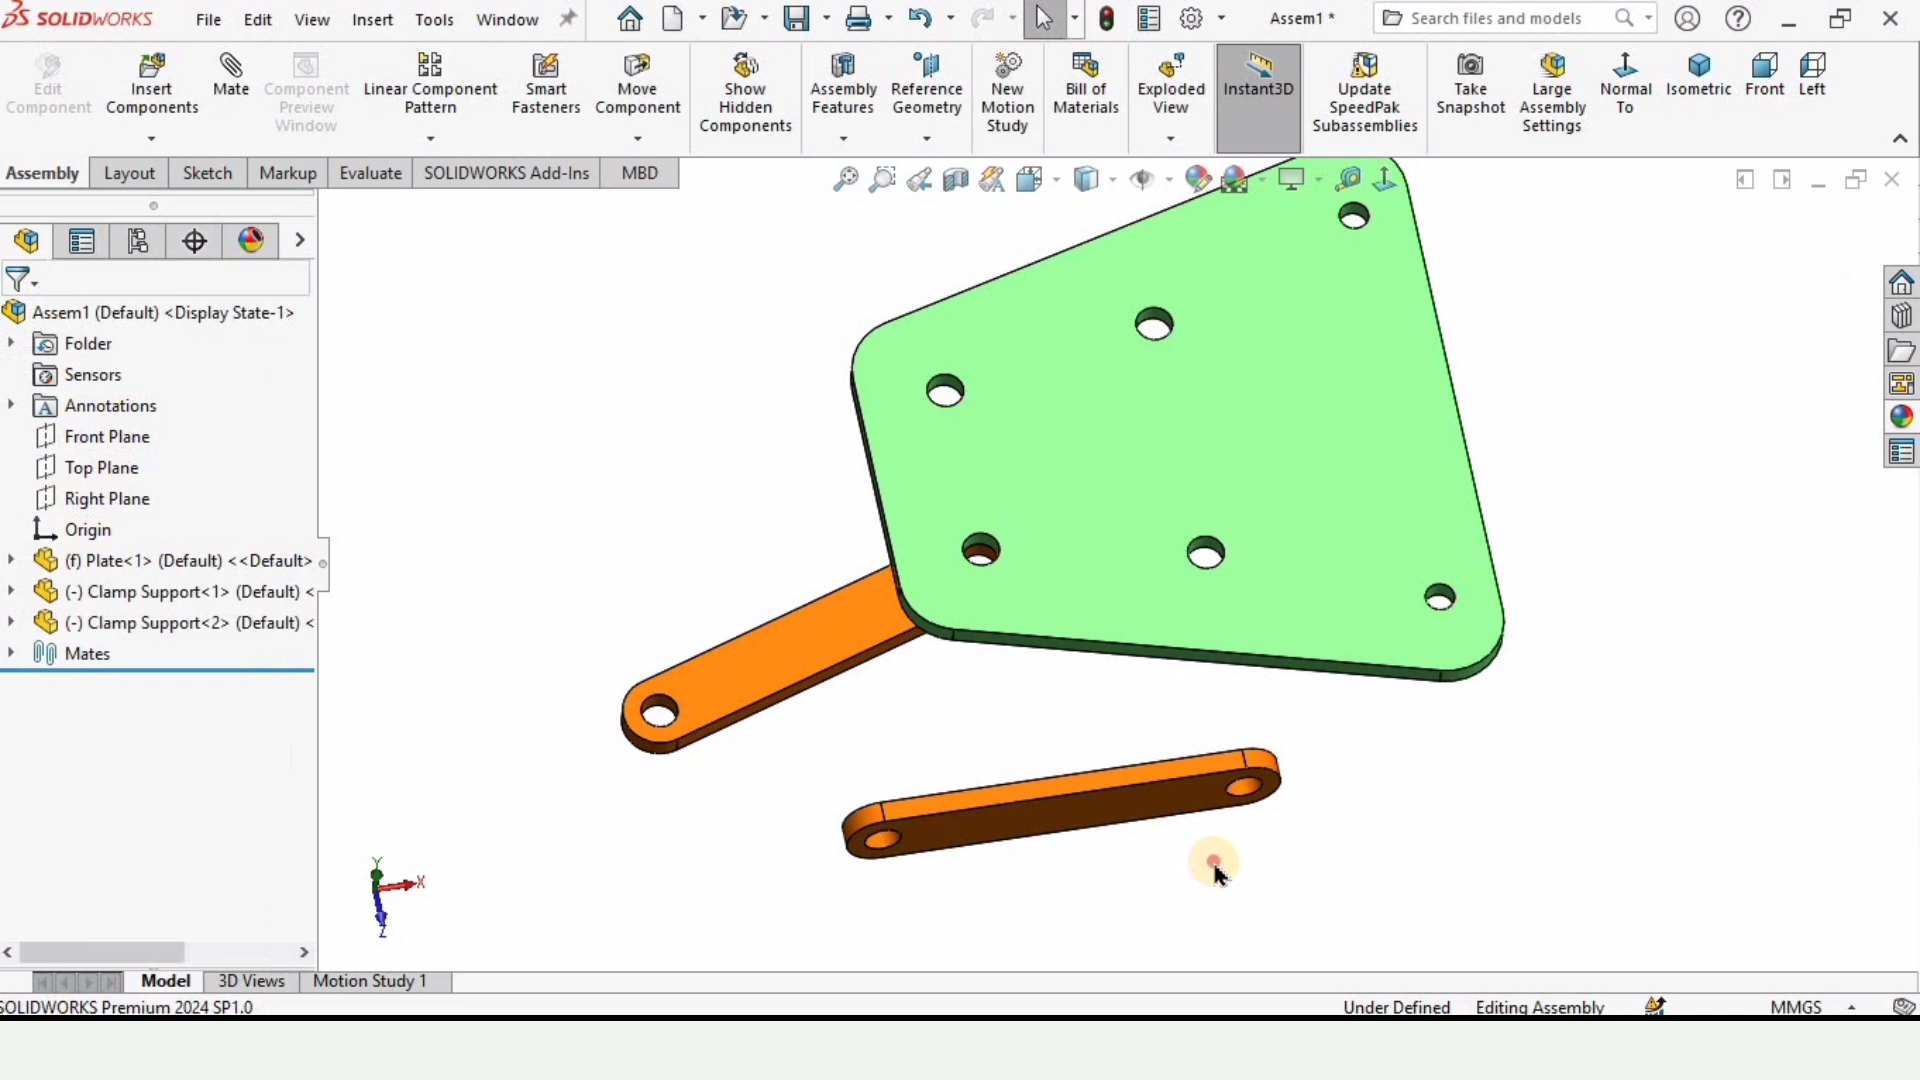 SOLIDWORKS File Edit View Insert Tools Window Assem1 * Search files and models
Edit Component
Insert Components
Mate
Component Preview Window
Linear Component Pattern
Smart Fasteners
Move Component
Show Hidden Components
Assembly Features
Reference Geometry
New Motion Study
Bill of Materials
Exploded View
Instant3D
Update SpeedPak Subassemblies
Take Snapshot
Large Assembly Settings
Normal To
Isometric
Front
Left
Assembly Layout Sketch Markup Evaluate SOLIDWORKS Add-Ins MBD
Assem1 (Default) <Display State-1>
Folder
Sensors
Annotations
Front Plane
Top Plane
Right Plane
Origin
(f) Plate<1> (Default) <<Default>
(-) Clamp Support<1> (Default) <
(-) Clamp Support<2> (Default) <
Mates
Y
X
Z
Model 3D Views Motion Study 1
SOLIDWORKS Premium 2024 SP1.0 Under Defined Editing Assembly MMGS